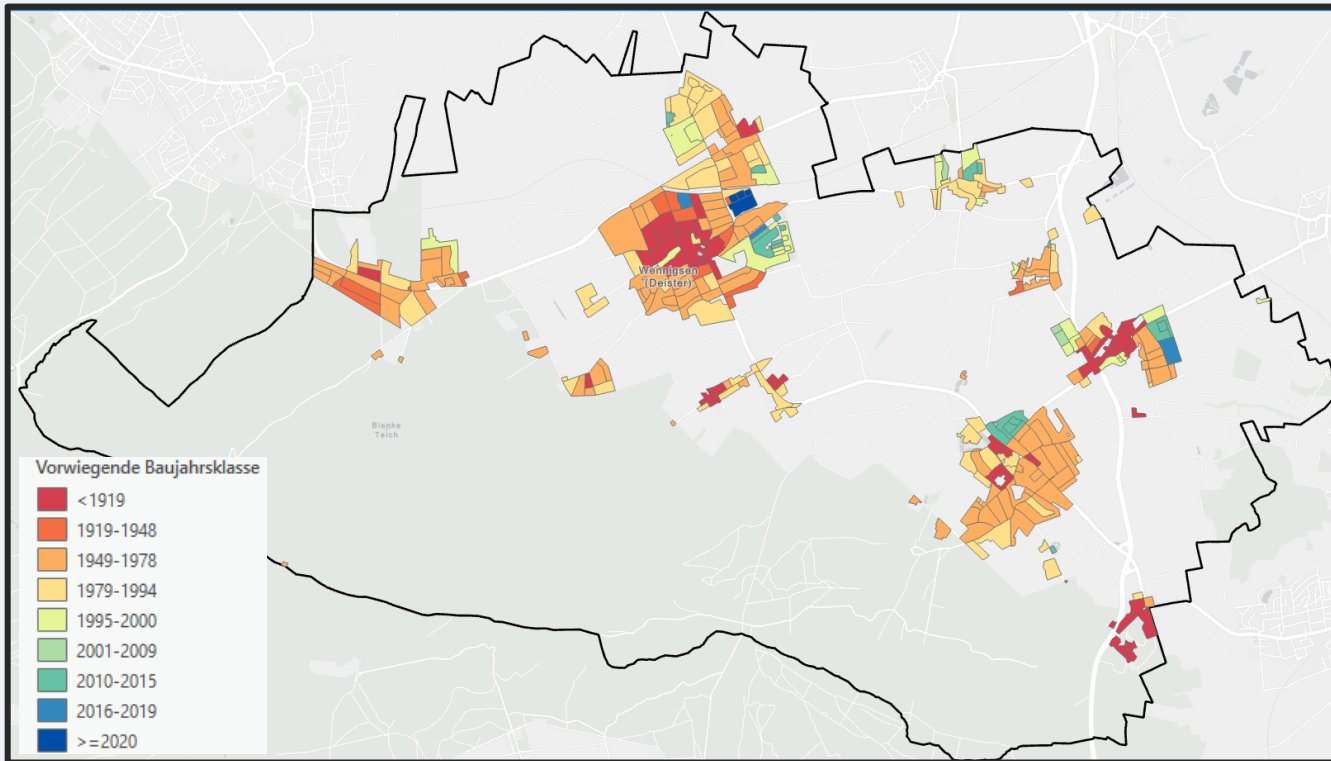 Wennigsen
(Deister)
Blanke
Teich
Vorwiegende Baujahrsklasse
<1919
1919-1948
1949-1978
1979-1994
1995-2000
2001-2009
2010-2015
2016-2019
>=2020